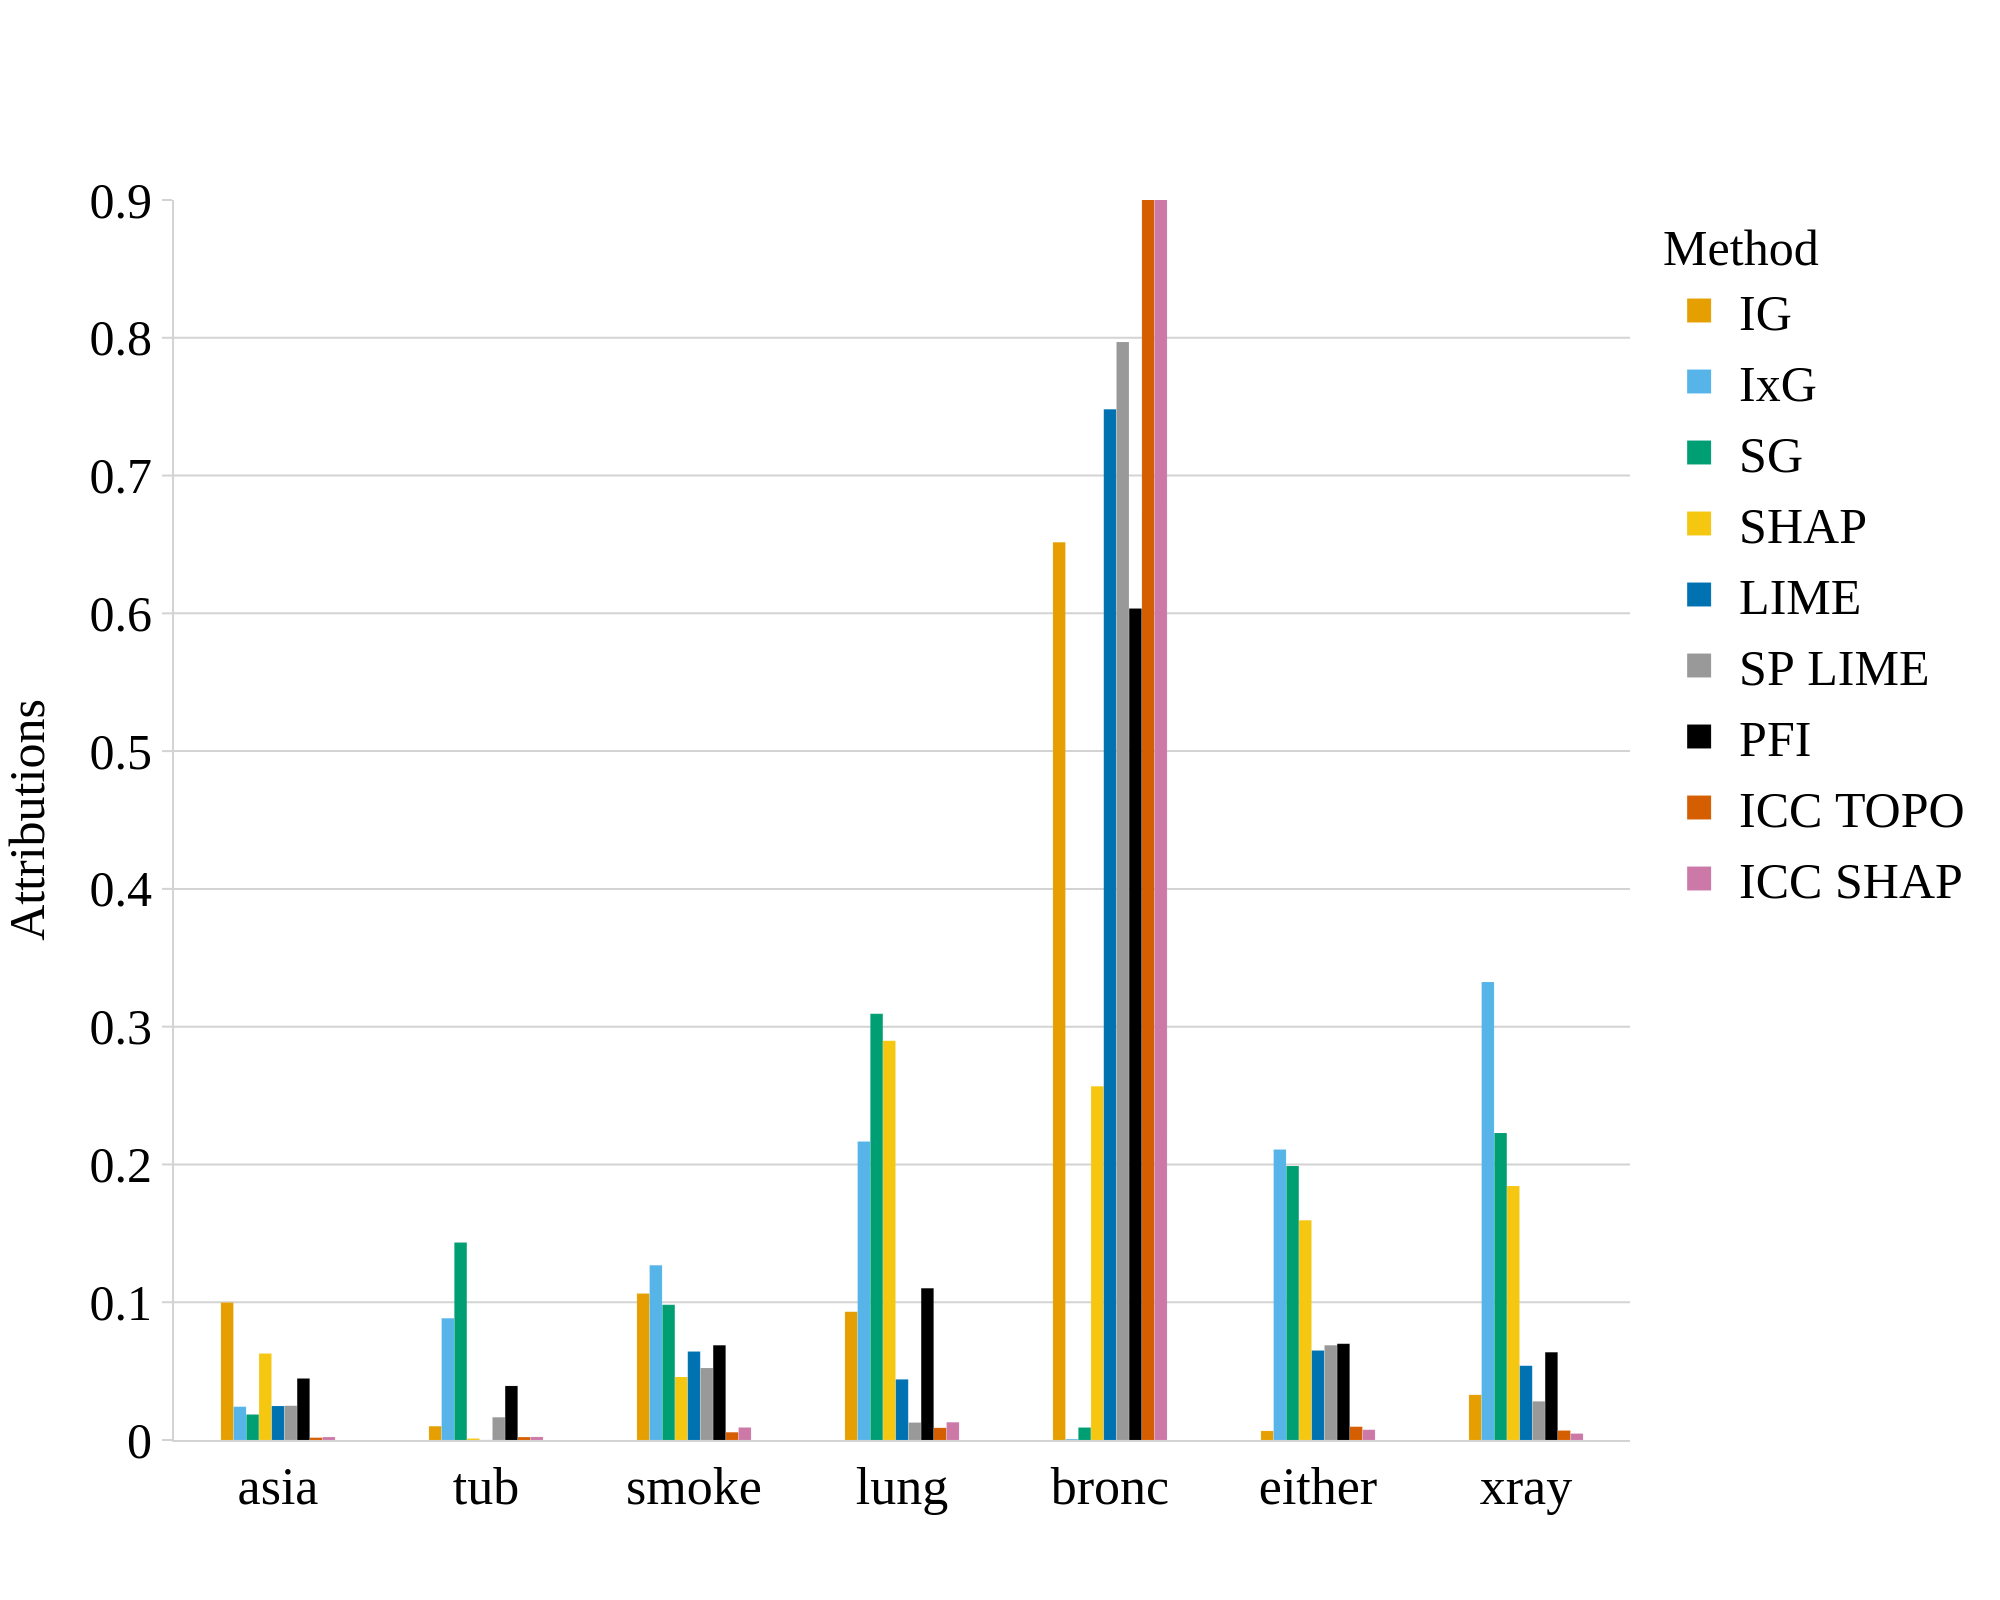 0.9
0.8
0.7
0.6
0.5
0.4
0.3
0.2
0.1
0
Attributions
asia tub smoke lung bronc either xray
Method
IG
IxG
SG
SHAP
LIME
SP LIME
PFI
ICC TOPO
ICC SHAP